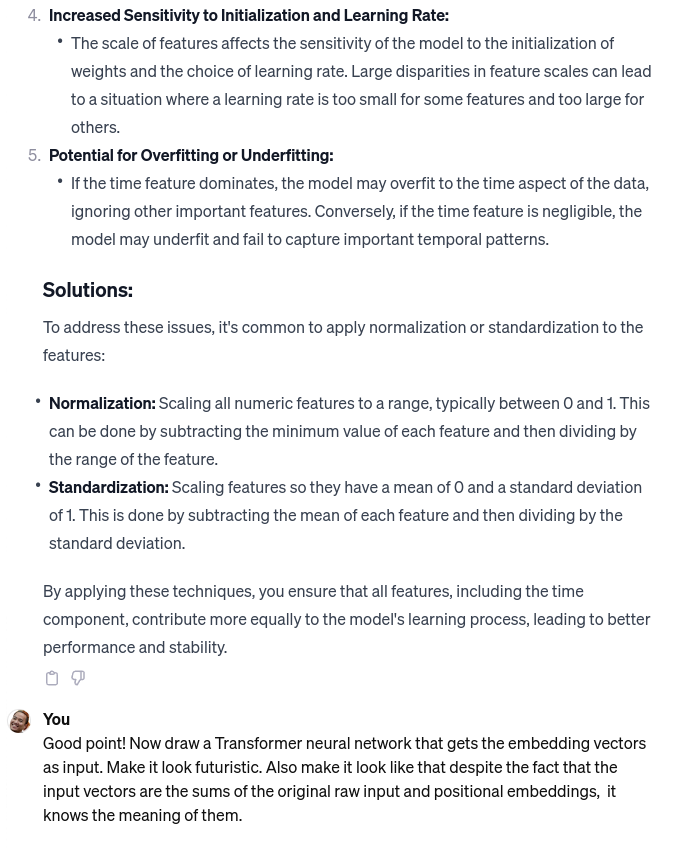 4. Increased Sensitivity to Initialization and Learning Rate:
• The scale of features affects the sensitivity of the model to the initialization of
weights and the choice of learning rate. Large disparities in feature scales can lead
to a situation where a learning rate is too small for some features and too large for
others.
5. Potential for Overfitting or Underfitting:
• If the time feature dominates, the model may overfit to the time aspect of the data,
ignoring other important features. Conversely, if the time feature is negligible, the
model may underfit and fail to capture important temporal patterns.
Solutions:
To address these issues, it's common to apply normalization or standardization to the
features:
• Normalization: Scaling all numeric features to a range, typically between 0 and 1. This
can be done by subtracting the minimum value of each feature and then dividing by
the range of the feature.
• Standardization: Scaling features so they have a mean of 0 and a standard deviation
of 1. This is done by subtracting the mean of each feature and then dividing by the
standard deviation.
By applying these techniques, you ensure that all features, including the time
component, contribute more equally to the model's learning process, leading to better
performance and stability.
You
Good point! Now draw a Transformer neural network that gets the embedding vectors
as input. Make it look futuristic. Also make it look like that despite the fact that the
input vectors are the sums of the original raw input and positional embeddings,  it
knows the meaning of them.